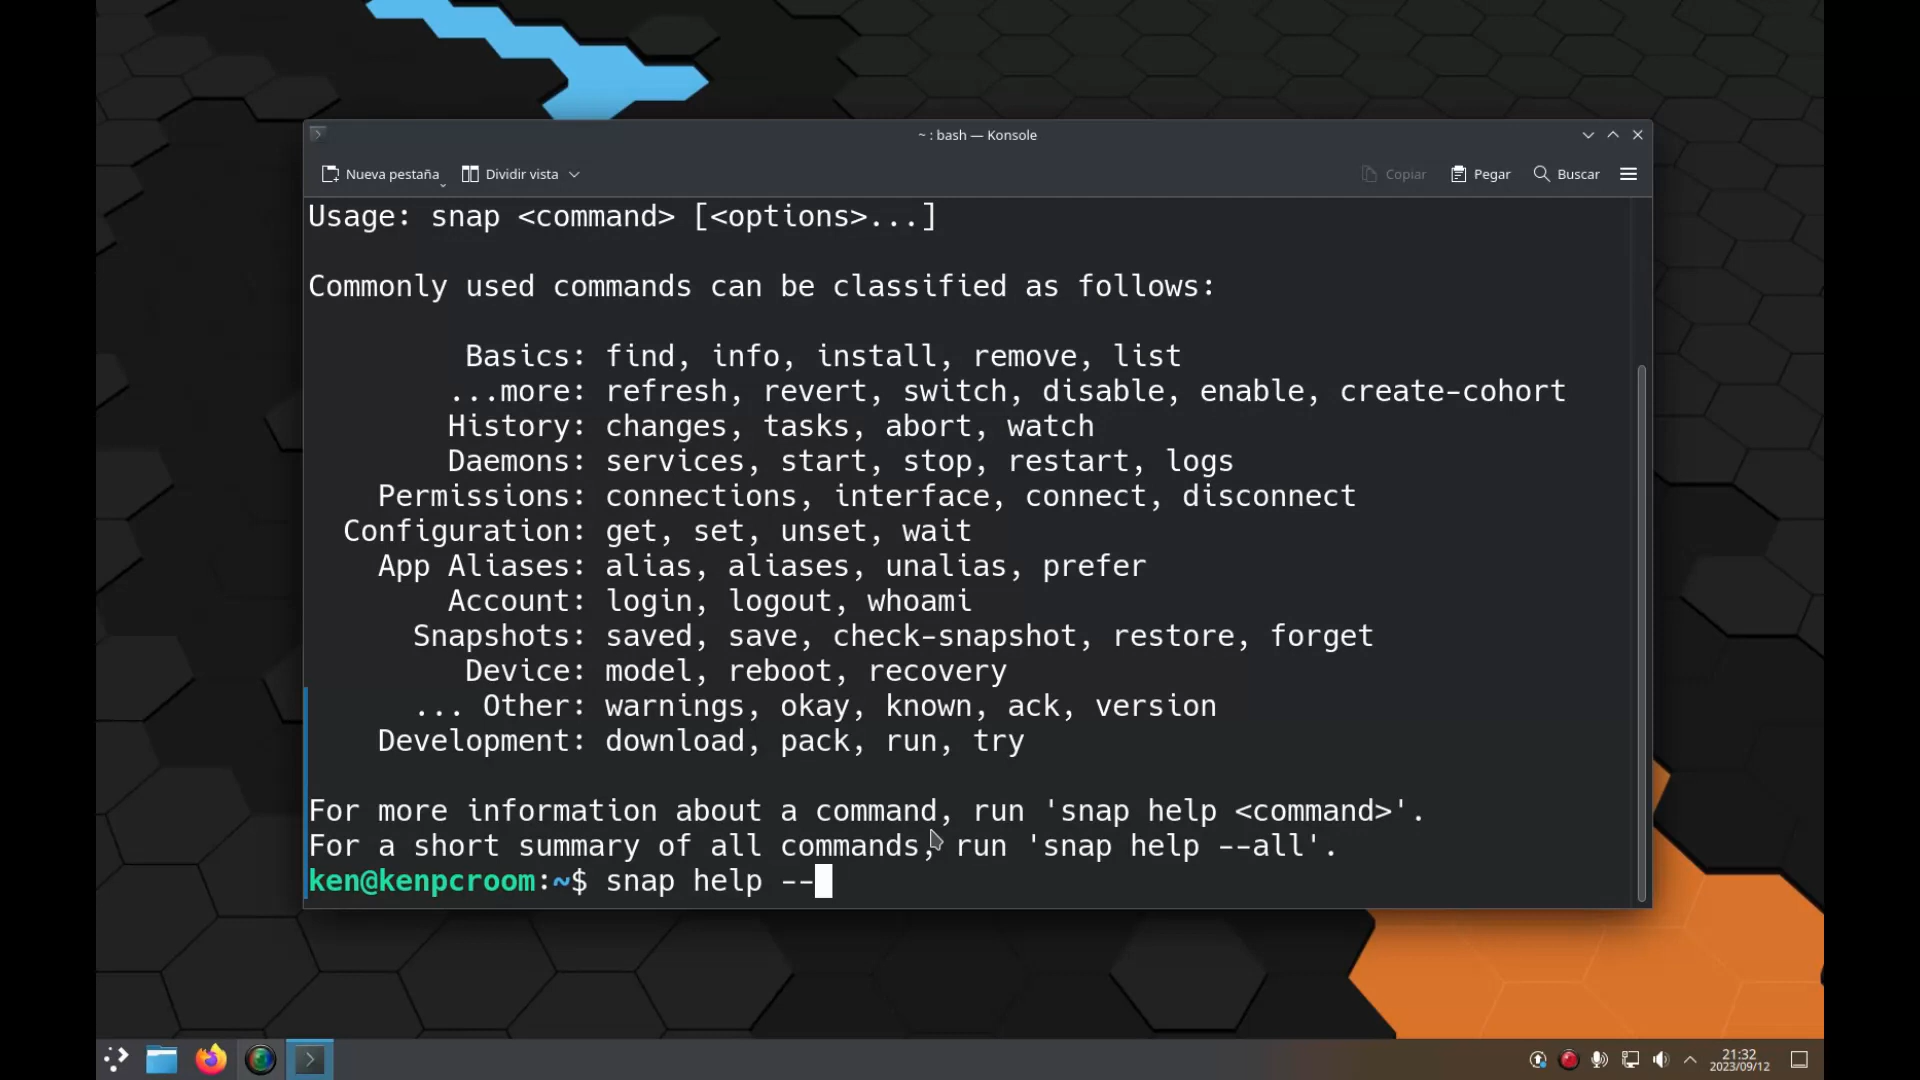 ~ : bash — Konsole
Nueva pestaña Dividir vista Copiar Pegar Buscar
Usage: snap <command> [<options>...]
Commonly used commands can be classified as follows:
Basics: find, info, install, remove, list
...more: refresh, revert, switch, disable, enable, create-cohort
History: changes, tasks, abort, watch
Daemons: services, start, stop, restart, logs
Permissions: connections, interface, connect, disconnect
Configuration: get, set, unset, wait
App Aliases: alias, aliases, unalias, prefer
Account: login, logout, whoami
Snapshots: saved, save, check-snapshot, restore, forget
Device: model, reboot, recovery
... Other: warnings, okay, known, ack, version
Development: download, pack, run, try
For more information about a command, run 'snap help <command>'.
For a short summary of all commands, run 'snap help --all'.
ken@kenpcroom:~$ snap help --
21:32
2023/09/12